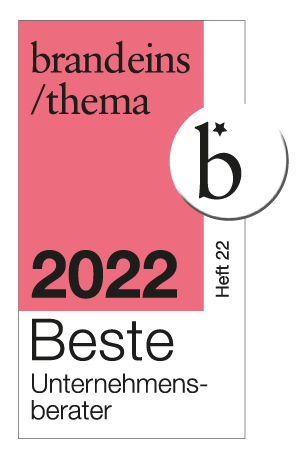 brandeins
/thema
b
2022
Heft 22
Beste
Unternehmens-
berater